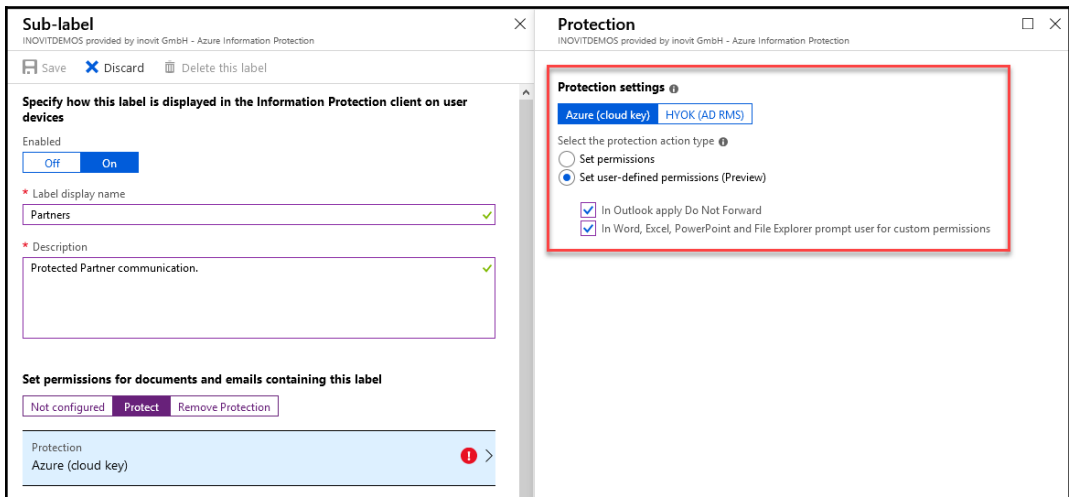 Sub-label
INOVITDEMOS provided by inovit GmbH - Azure Information Protection
Save Discard Delete this label
Specify how this label is displayed in the Information Protection client on user
devices
Enabled
Off On
* Label display name
Partners
* Description
Protected Partner communication.
Set permissions for documents and emails containing this label
Not configured Protect Remove Protection
Protection
Azure (cloud key)
Protection
INOVITDEMOS provided by inovit GmbH - Azure Information Protection
Protection settings
Azure (cloud key) HYOK (AD RMS)
Select the protection action type
Set permissions
Set user-defined permissions (Preview)
In Outlook apply Do Not Forward
In Word, Excel, PowerPoint and File Explorer prompt user for custom permissions